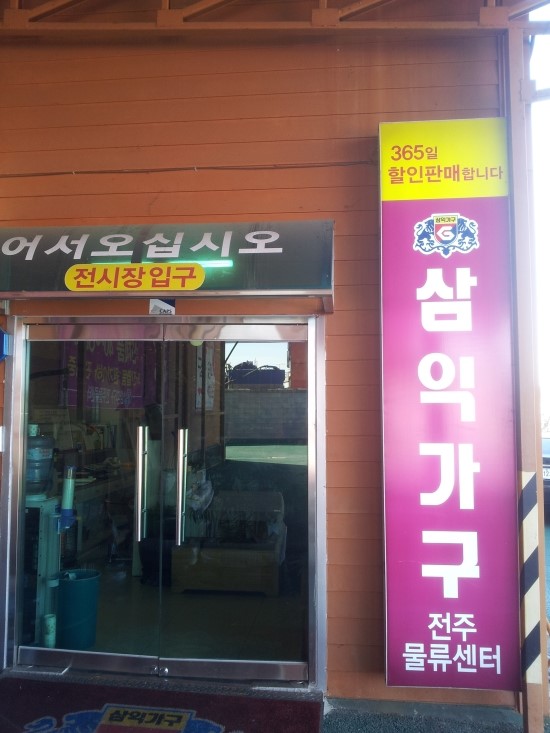 어서오십시오
전시장입구
365일
할인판매합니다
삼익가구
삼익가구
전주
물류센터
삼익가구